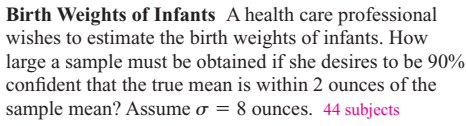 Birth Weights of Infants A health care professional
wishes to estimate the birth weights of infants. How
large a sample must be obtained if she desires to be 90%
confident that the true mean is within 2 ounces of the
sample mean? Assume σ = 8 ounces. 44 subjects